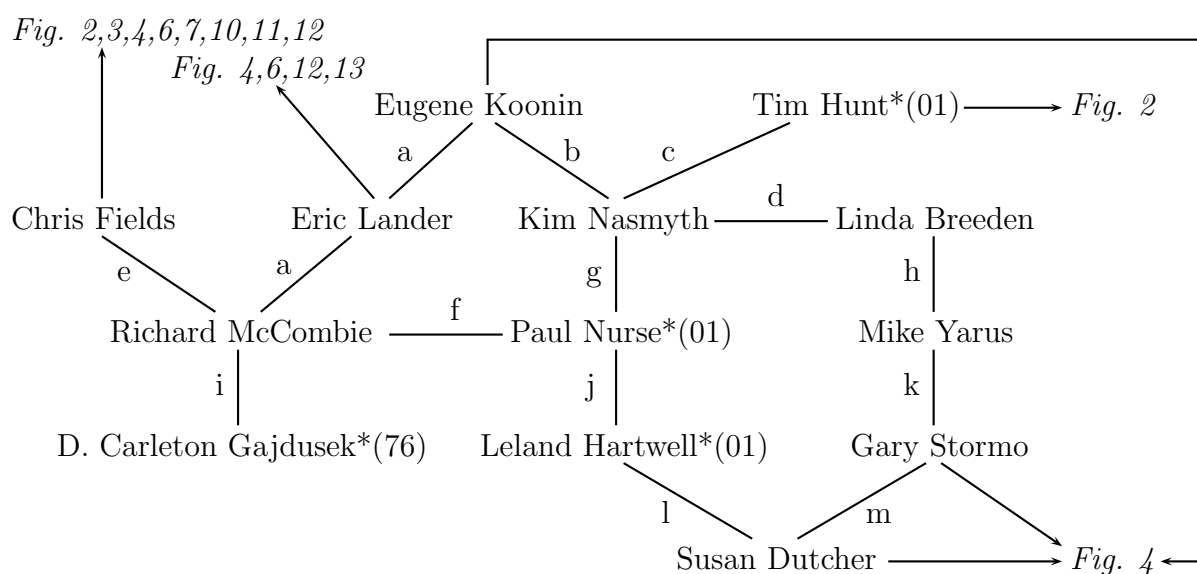 Fig. 2,3,4,6,7,10,11,12
Fig. 4,6,12,13
Eugene Koonin
Tim Hunt*(01)
Fig. 2
a
b
c
Chris Fields
Eric Lander
Kim Nasmyth
d
Linda Breeden
e
a
g
h
Richard McCombie
f
Paul Nurse*(01)
Mike Yarus
i
j
k
D. Carleton Gajdusek*(76)
Leland Hartwell*(01)
Gary Stormo
l
m
Susan Dutcher
Fig. 4